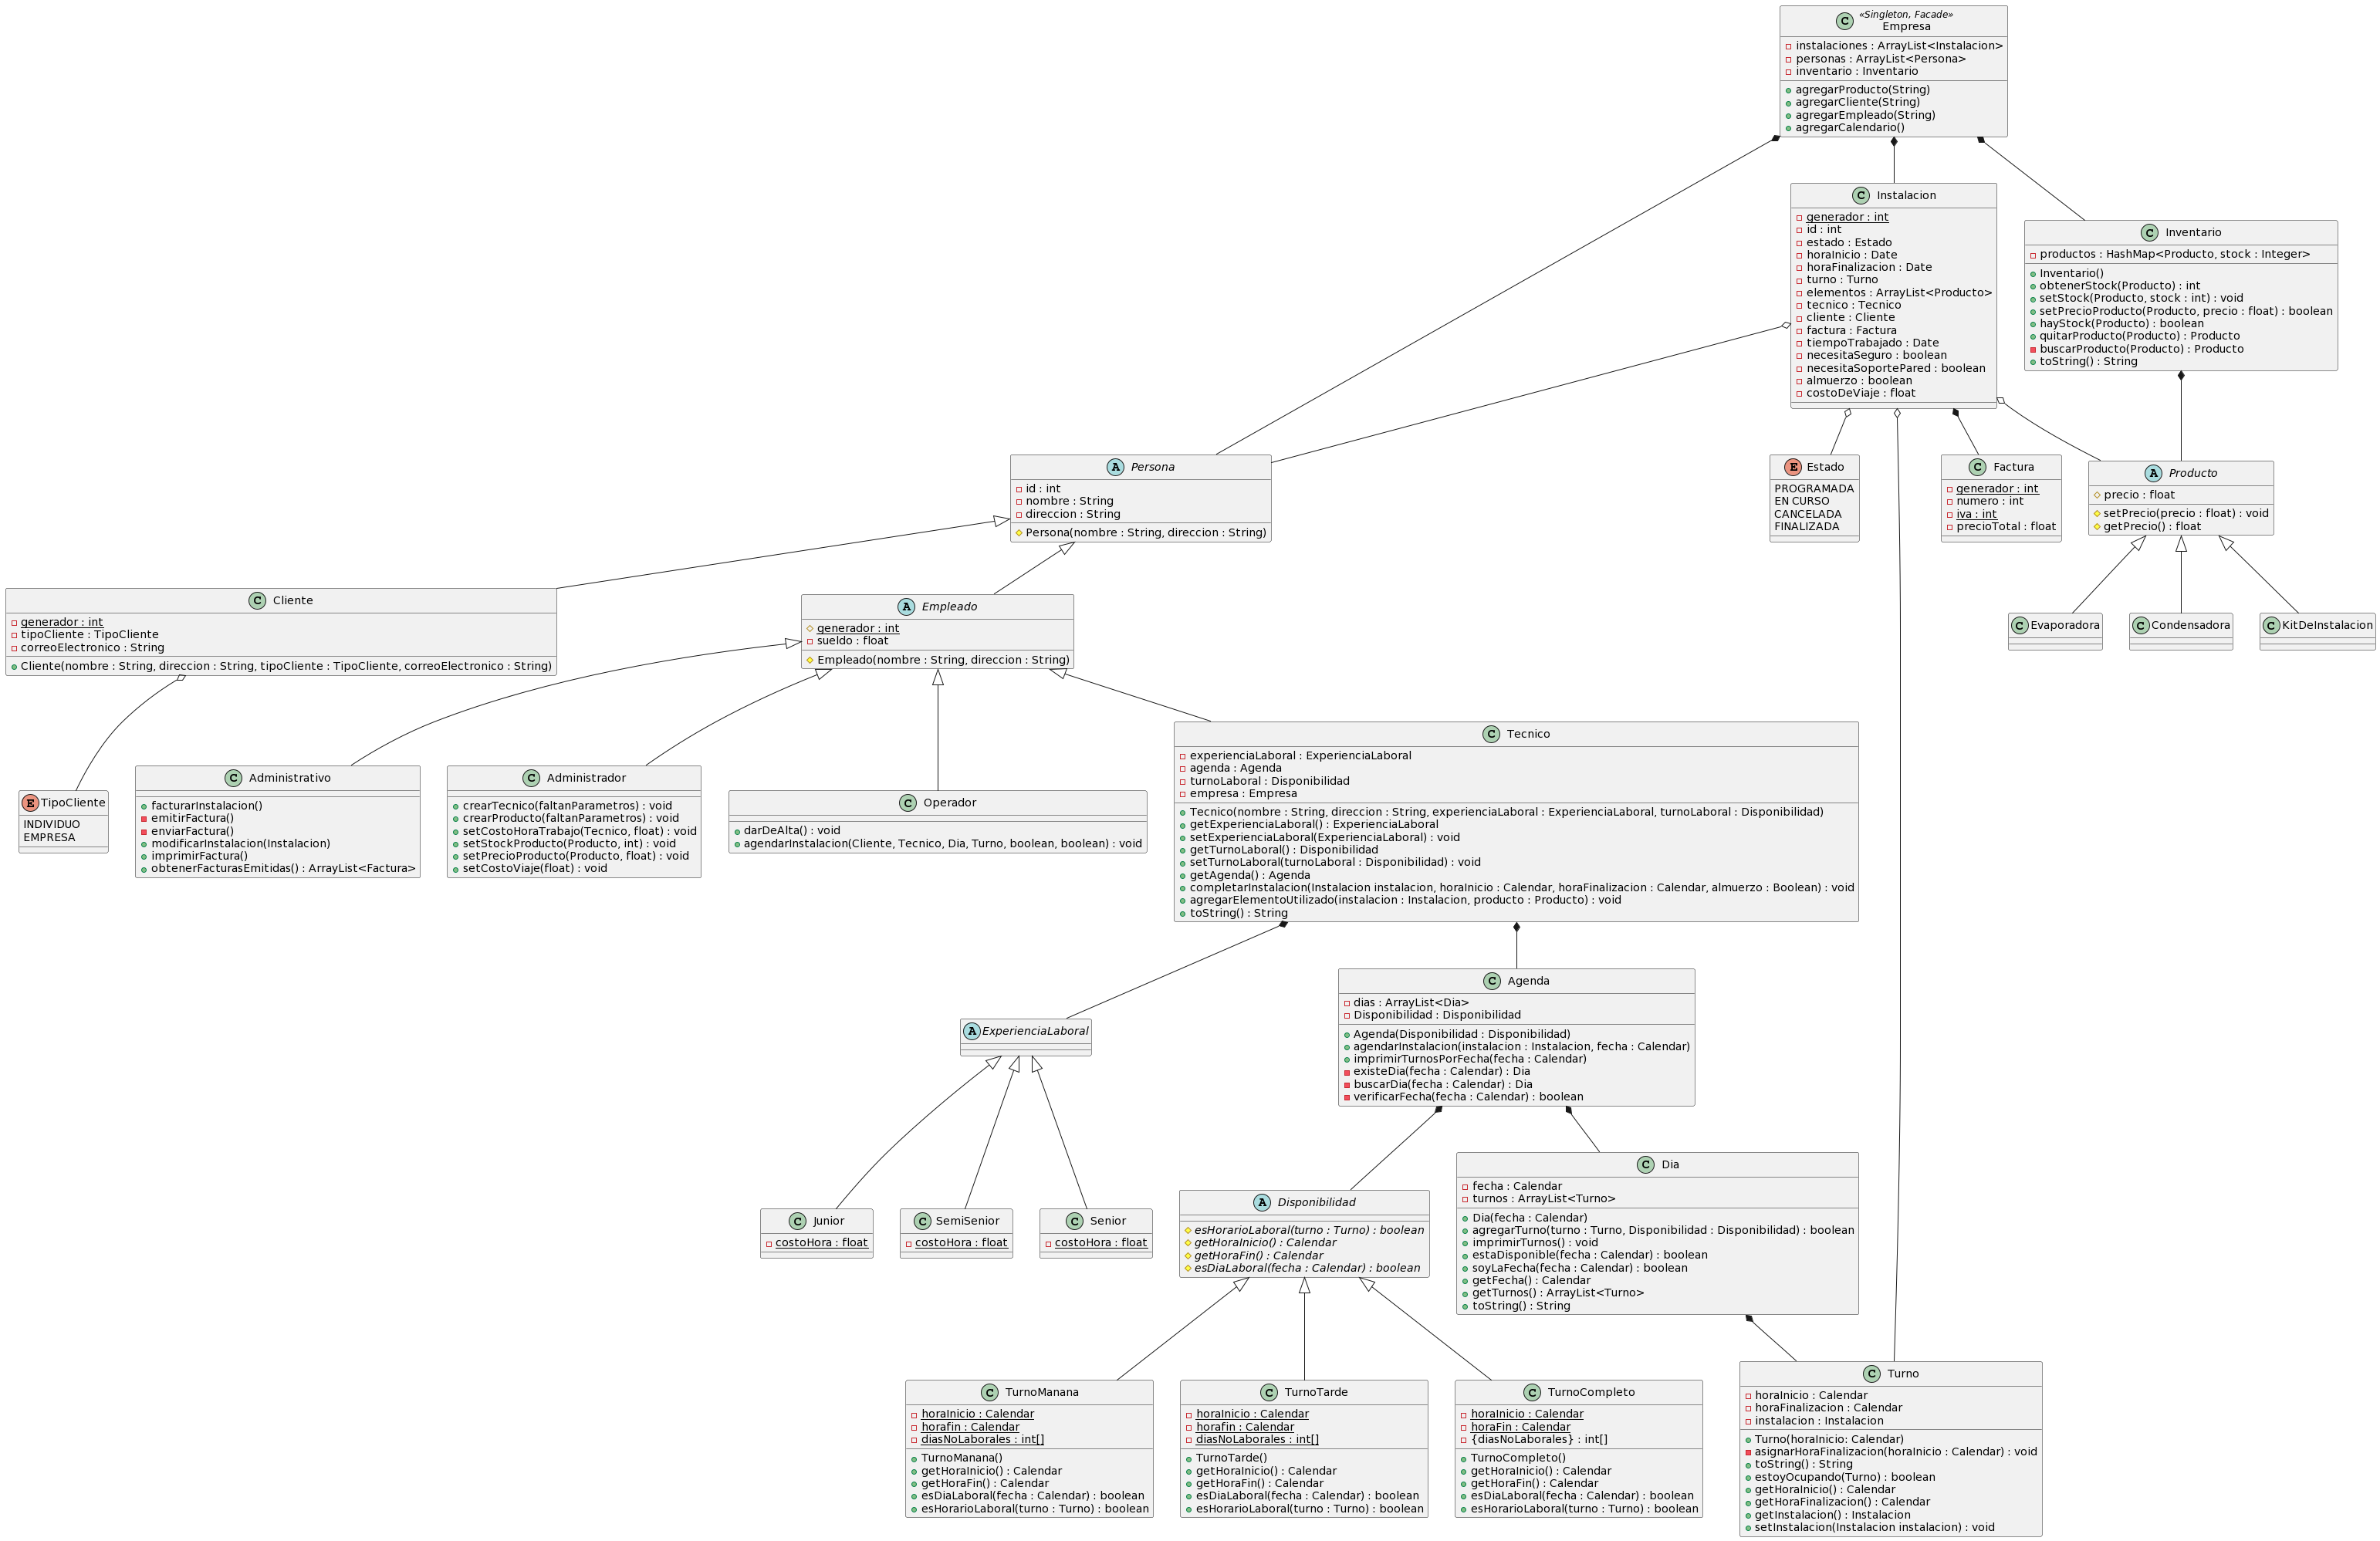 «Singleton, Facade»
C Empresa
instalaciones : ArrayList<Instalacion>
personas : ArrayList<Persona>
inventario : Inventario
agregarProducto(String)
agregarCliente(String)
agregarEmpleado(String)
agregarCalendario()
C Instalacion
generador : int
id : int
estado : Estado
horaInicio : Date
horaFinalizacion : Date
turno : Turno
elementos : ArrayList<Producto>
tecnico : Tecnico
cliente : Cliente
factura : Factura
tiempoTrabajado : Date
necesitaSeguro : boolean
necesitaSoportePared : boolean
almuerzo : boolean
costoDeViaje : float
C Inventario
productos : HashMap<Producto, stock : Integer>
Inventario()
obtenerStock(Producto) : int
setStock(Producto, stock : int) : void
setPrecioProducto(Producto, precio : float) : boolean
hayStock(Producto) : boolean
quitarProducto(Producto) : Producto
buscarProducto(Producto) : Producto
toString() : String
A Persona
id : int
nombre : String
direccion : String
Persona(nombre : String, direccion : String)
E Estado
PROGRAMADA
EN CURSO
CANCELADA
FINALIZADA
C Factura
generador : int
numero : int
iva : int
precioTotal : float
A Producto
precio : float
setPrecio(precio : float) : void
getPrecio() : float
C Cliente
generador : int
tipoCliente : TipoCliente
correoElectronico : String
Cliente(nombre : String, direccion : String, tipoCliente : TipoCliente, correoElectronico : String)
A Empleado
generador : int
sueldo : float
Empleado(nombre : String, direccion : String)
C Evaporadora
C Condensadora
C KitDeInstalacion
E TipoCliente
INDIVIDUO
EMPRESA
C Administrativo
facturarInstalacion()
emitirFactura()
enviarFactura()
modificarInstalacion(Instalacion)
imprimirFactura()
obtenerFacturasEmitidas() : ArrayList<Factura>
C Administrador
crearTecnico(faltanParametros) : void
crearProducto(faltanParametros) : void
setCostoHoraTrabajo(Tecnico, float) : void
setStockProducto(Producto, int) : void
setPrecioProducto(Producto, float) : void
setCostoViaje(float) : void
C Operador
darDeAlta() : void
agendarInstalacion(Cliente, Tecnico, Dia, Turno, boolean, boolean) : void
C Tecnico
experienciaLaboral : ExperienciaLaboral
agenda : Agenda
turnoLaboral : Disponibilidad
empresa : Empresa
Tecnico(nombre : String, direccion : String, experienciaLaboral : ExperienciaLaboral, turnoLaboral : Disponibilidad)
getExperienciaLaboral() : ExperienciaLaboral
setExperienciaLaboral(ExperienciaLaboral) : void
getTurnoLaboral() : Disponibilidad
setTurnoLaboral(turnoLaboral : Disponibilidad) : void
getAgenda() : Agenda
completarInstalacion(Instalacion instalacion, horaInicio : Calendar, horaFinalizacion : Calendar, almuerzo : Boolean) : void
agregarElementoUtilizado(instalacion : Instalacion, producto : Producto) : void
toString() : String
A ExperienciaLaboral
C Agenda
dias : ArrayList<Dia>
Disponibilidad : Disponibilidad
Agenda(Disponibilidad : Disponibilidad)
agendarInstalacion(instalacion : Instalacion, fecha : Calendar)
imprimirTurnosPorFecha(fecha : Calendar)
existeDia(fecha : Calendar) : Dia
buscarDia(fecha : Calendar) : Dia
verificarFecha(fecha : Calendar) : boolean
C Junior
costoHora : float
C SemiSenior
costoHora : float
C Senior
costoHora : float
A Disponibilidad
esHorarioLaboral(turno : Turno) : boolean
getHoraInicio() : Calendar
getHoraFin() : Calendar
esDiaLaboral(fecha : Calendar) : boolean
C Dia
fecha : Calendar
turnos : ArrayList<Turno>
Dia(fecha : Calendar)
agregarTurno(turno : Turno, Disponibilidad : Disponibilidad) : boolean
imprimirTurnos() : void
estaDisponible(fecha : Calendar) : boolean
soyLaFecha(fecha : Calendar) : boolean
getFecha() : Calendar
getTurnos() : ArrayList<Turno>
toString() : String
C TurnoManana
horaInicio : Calendar
horafin : Calendar
diasNoLaborales : int[]
TurnoManana()
getHoraInicio() : Calendar
getHoraFin() : Calendar
esDiaLaboral(fecha : Calendar) : boolean
esHorarioLaboral(turno : Turno) : boolean
C TurnoTarde
horaInicio : Calendar
horafin : Calendar
diasNoLaborales : int[]
TurnoTarde()
getHoraInicio() : Calendar
getHoraFin() : Calendar
esDiaLaboral(fecha : Calendar) : boolean
esHorarioLaboral(turno : Turno) : boolean
C TurnoCompleto
horaInicio : Calendar
horaFin : Calendar
{diasNoLaborales} : int[]
TurnoCompleto()
getHoraInicio() : Calendar
getHoraFin() : Calendar
esDiaLaboral(fecha : Calendar) : boolean
esHorarioLaboral(turno : Turno) : boolean
C Turno
horaInicio : Calendar
horaFinalizacion : Calendar
instalacion : Instalacion
Turno(horaInicio: Calendar)
asignarHoraFinalizacion(horaInicio : Calendar) : void
toString() : String
estoyOcupando(Turno) : boolean
getHoraInicio() : Calendar
getHoraFinalizacion() : Calendar
getInstalacion() : Instalacion
setInstalacion(Instalacion instalacion) : void